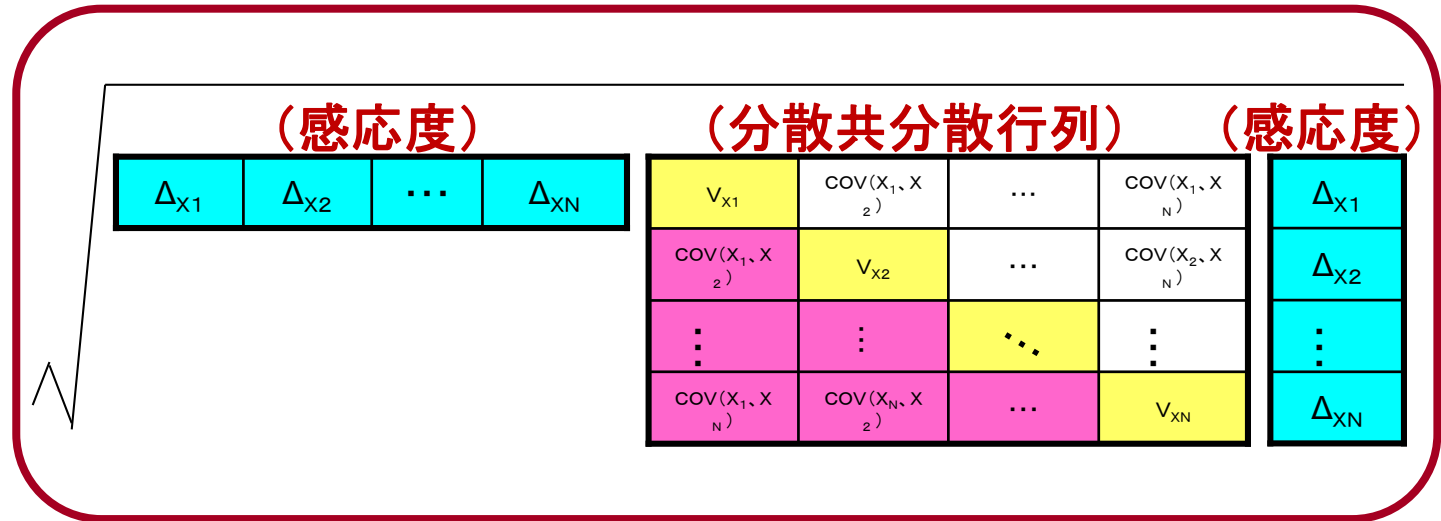 (感応度) (分散共分散行列) (感応度)
ΔX1 ΔX2 ⋯ ΔXN
VX1 COV(X1、X2) ⋯ COV(X1、XN) ΔX1
COV(X1、X2) VX2 ⋯ COV(X2、XN) ΔX2
⋮ ⋮ ⋱ ⋮ ⋮
COV(X1、XN) COV(XN、X2) ⋯ VXN ΔXN